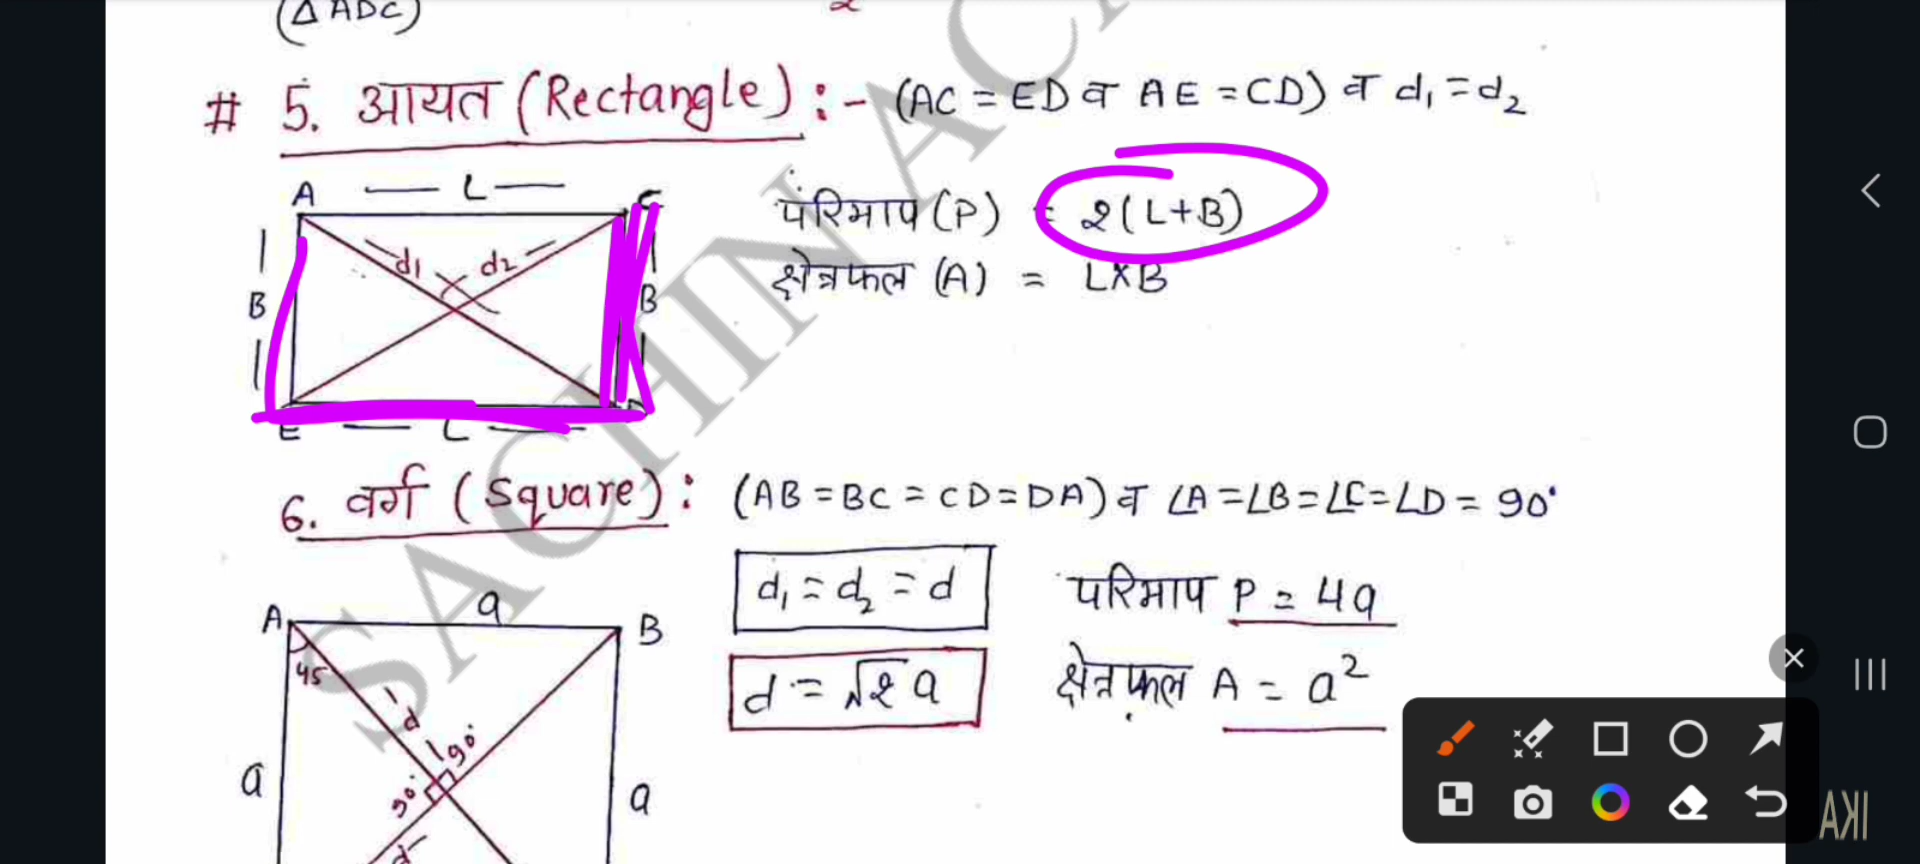 (Δ ADC)
# 5. आयत (Rectangle) :- (AC = ED व AE = CD) व d₁ = d₂
A — L — C
परिमाप (P) = 2(L+B)
B d₁ d₂ B
क्षेत्रफल (A) = L×B
E — L — D
6. वर्ग (Square) : (AB = BC = CD = DA) व ∠A = ∠B = ∠C = ∠D = 90°
d₁ = d₂ = d
परिमाप P = 4a
A a B
45
d = √2 a
क्षेत्रफल A = a²
d 90°
a 90° a
d
SACHIN ACA